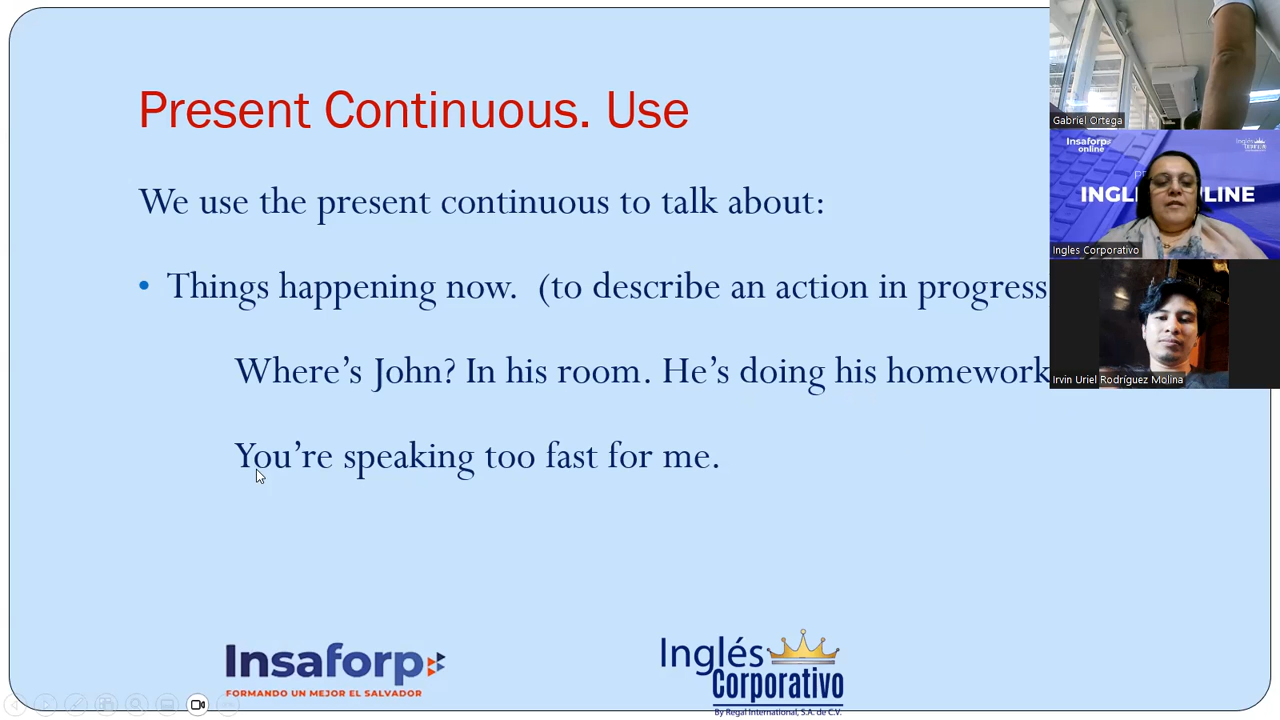 Present Continuous. Use
We use the present continuous to talk about:
• Things happening now. (to describe an action in progress
Where's John? In his room. He's doing his homework
You're speaking too fast for me.
Gabriel Ortega
Insaforp
online
Inglés
INGL LINE
Ingles Corporativo
Irvin Uriel Rodríguez Molina
Insaforp
FORMANDO UN MEJOR EL SALVADOR
Inglés
Corporativo
By Regal International, S.A. de C.V.